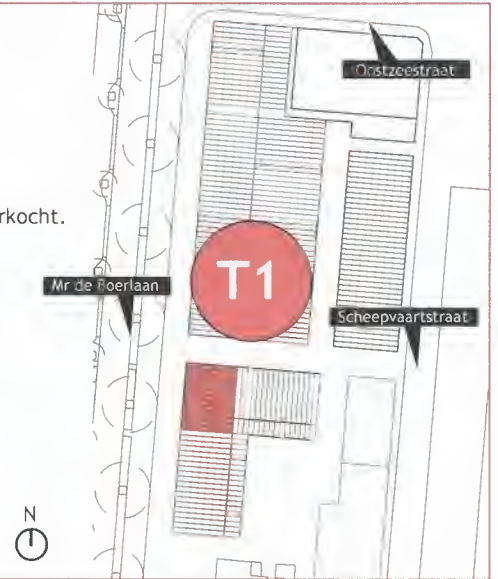 Oostzeestraat
rkocht.
T1
Mr de Boerlaan
Scheepvaartstraat
N